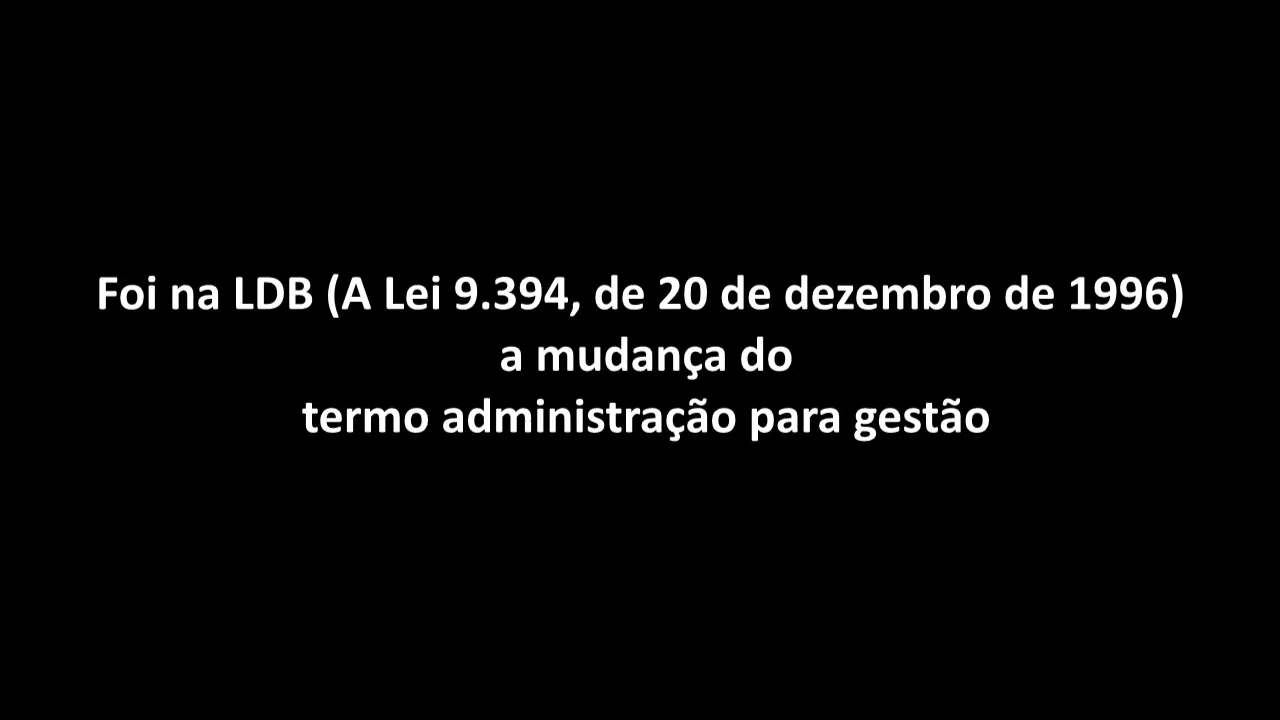 Foi na LDB (A Lei 9.394, de 20 de dezembro de 1996)
a mudança do
termo administração para gestão